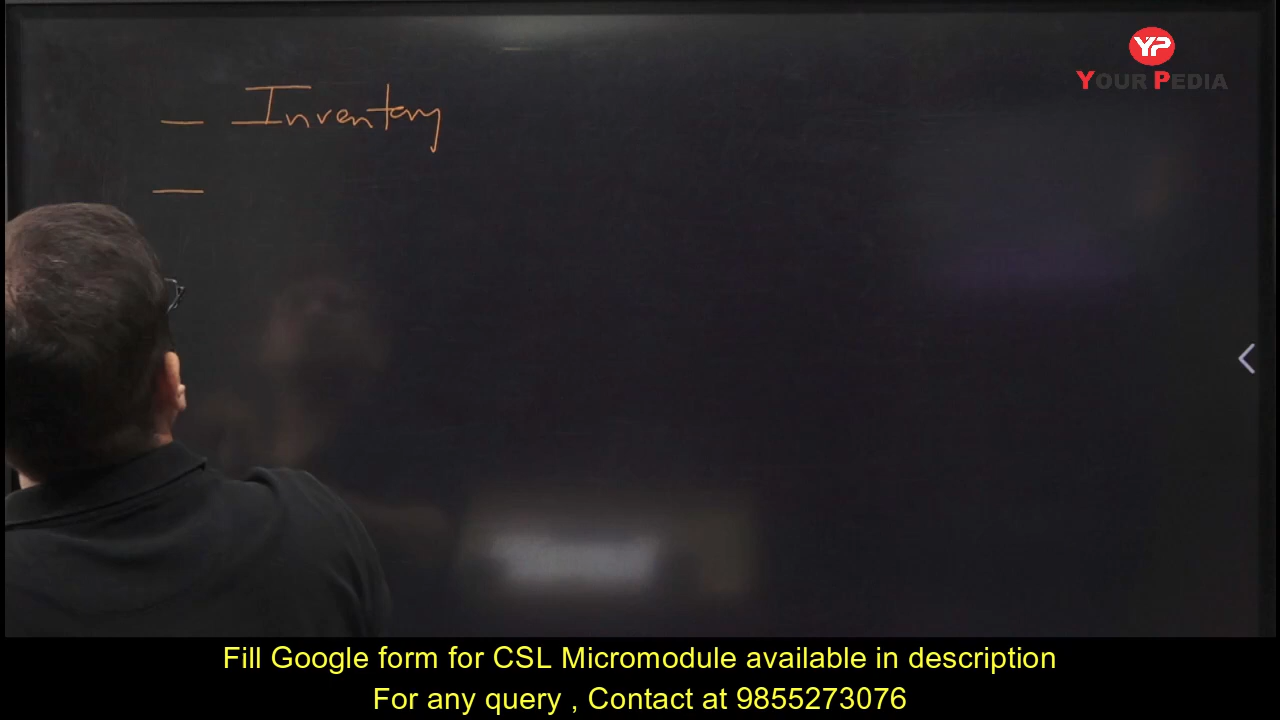 YP
YOUR PEDIA
— Inventory
—
Fill Google form for CSL Micromodule available in description
For any query , Contact at 9855273076